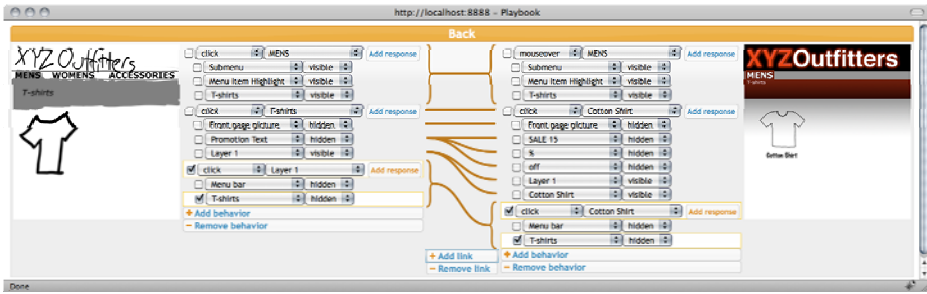 http://localhost:8888 - Playbook
Back
XYZ Outfitters
MENS WOMENS ACCESSORIES
T-shirts
click MENS Add response
Submenu visible
Menu Item Highlight visible
T-shirts visible
click T-shirts Add response
Front page picture hidden
Promotion Text hidden
Layer 1 visible
click Layer 1 Add response
Menu bar hidden
T-shirts hidden
+ Add behavior
− Remove behavior
+ Add link
− Remove link
mouseover MENS Add response
Submenu visible
Menu Item Highlight visible
T-shirts visible
click Cotton Shirt Add response
Front page picture hidden
SALE 15 hidden
% hidden
off hidden
Layer 1 visible
Cotton Shirt visible
click Cotton Shirt Add response
Menu bar hidden
T-shirts hidden
+ Add behavior
− Remove behavior
XYZOutfitters
MENS
T-shirts
Cotton Shirt
Done